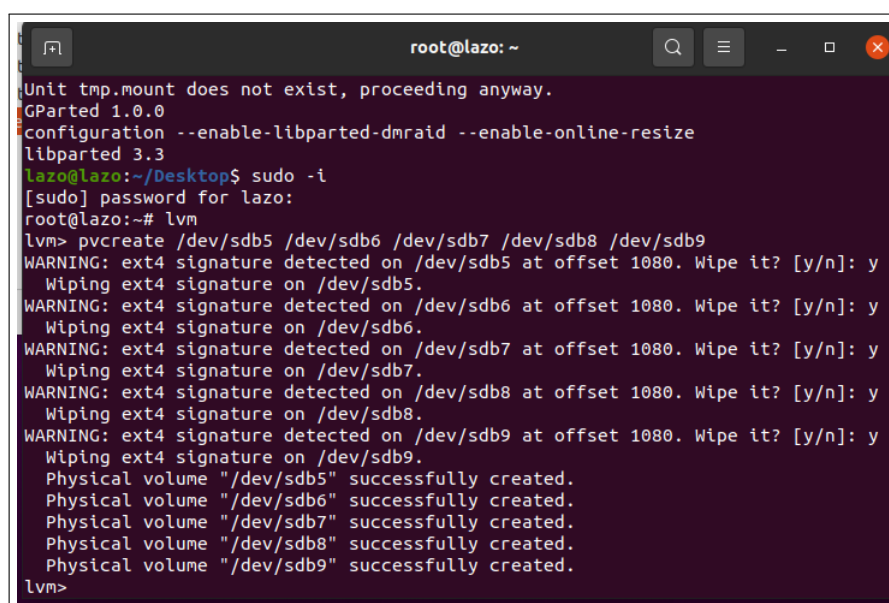 root@lazo: ~
Unit tmp.mount does not exist, proceeding anyway.
GParted 1.0.0
configuration --enable-libparted-dmraid --enable-online-resize
libparted 3.3
lazo@lazo:~/Desktop$ sudo -i
[sudo] password for lazo:
root@lazo:~# lvm
lvm> pvcreate /dev/sdb5 /dev/sdb6 /dev/sdb7 /dev/sdb8 /dev/sdb9
WARNING: ext4 signature detected on /dev/sdb5 at offset 1080. Wipe it? [y/n]: y
  Wiping ext4 signature on /dev/sdb5.
WARNING: ext4 signature detected on /dev/sdb6 at offset 1080. Wipe it? [y/n]: y
  Wiping ext4 signature on /dev/sdb6.
WARNING: ext4 signature detected on /dev/sdb7 at offset 1080. Wipe it? [y/n]: y
  Wiping ext4 signature on /dev/sdb7.
WARNING: ext4 signature detected on /dev/sdb8 at offset 1080. Wipe it? [y/n]: y
  Wiping ext4 signature on /dev/sdb8.
WARNING: ext4 signature detected on /dev/sdb9 at offset 1080. Wipe it? [y/n]: y
  Wiping ext4 signature on /dev/sdb9.
  Physical volume "/dev/sdb5" successfully created.
  Physical volume "/dev/sdb6" successfully created.
  Physical volume "/dev/sdb7" successfully created.
  Physical volume "/dev/sdb8" successfully created.
  Physical volume "/dev/sdb9" successfully created.
lvm>